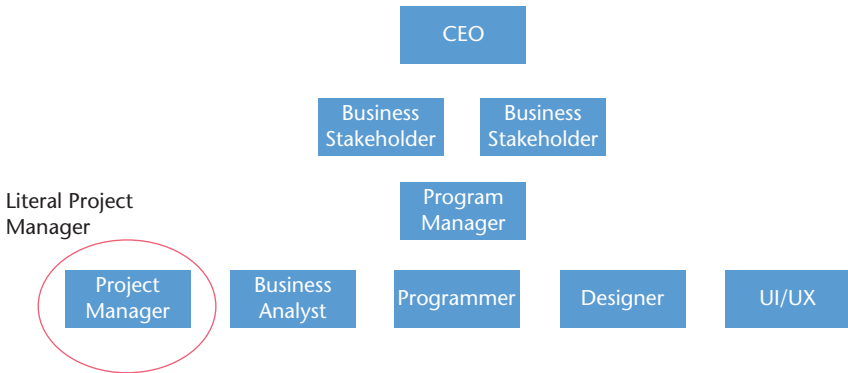 CEO
Business
Stakeholder
Business
Stakeholder
Literal Project
Manager
Program
Manager
Project
Manager
Business
Analyst
Programmer
Designer
UI/UX